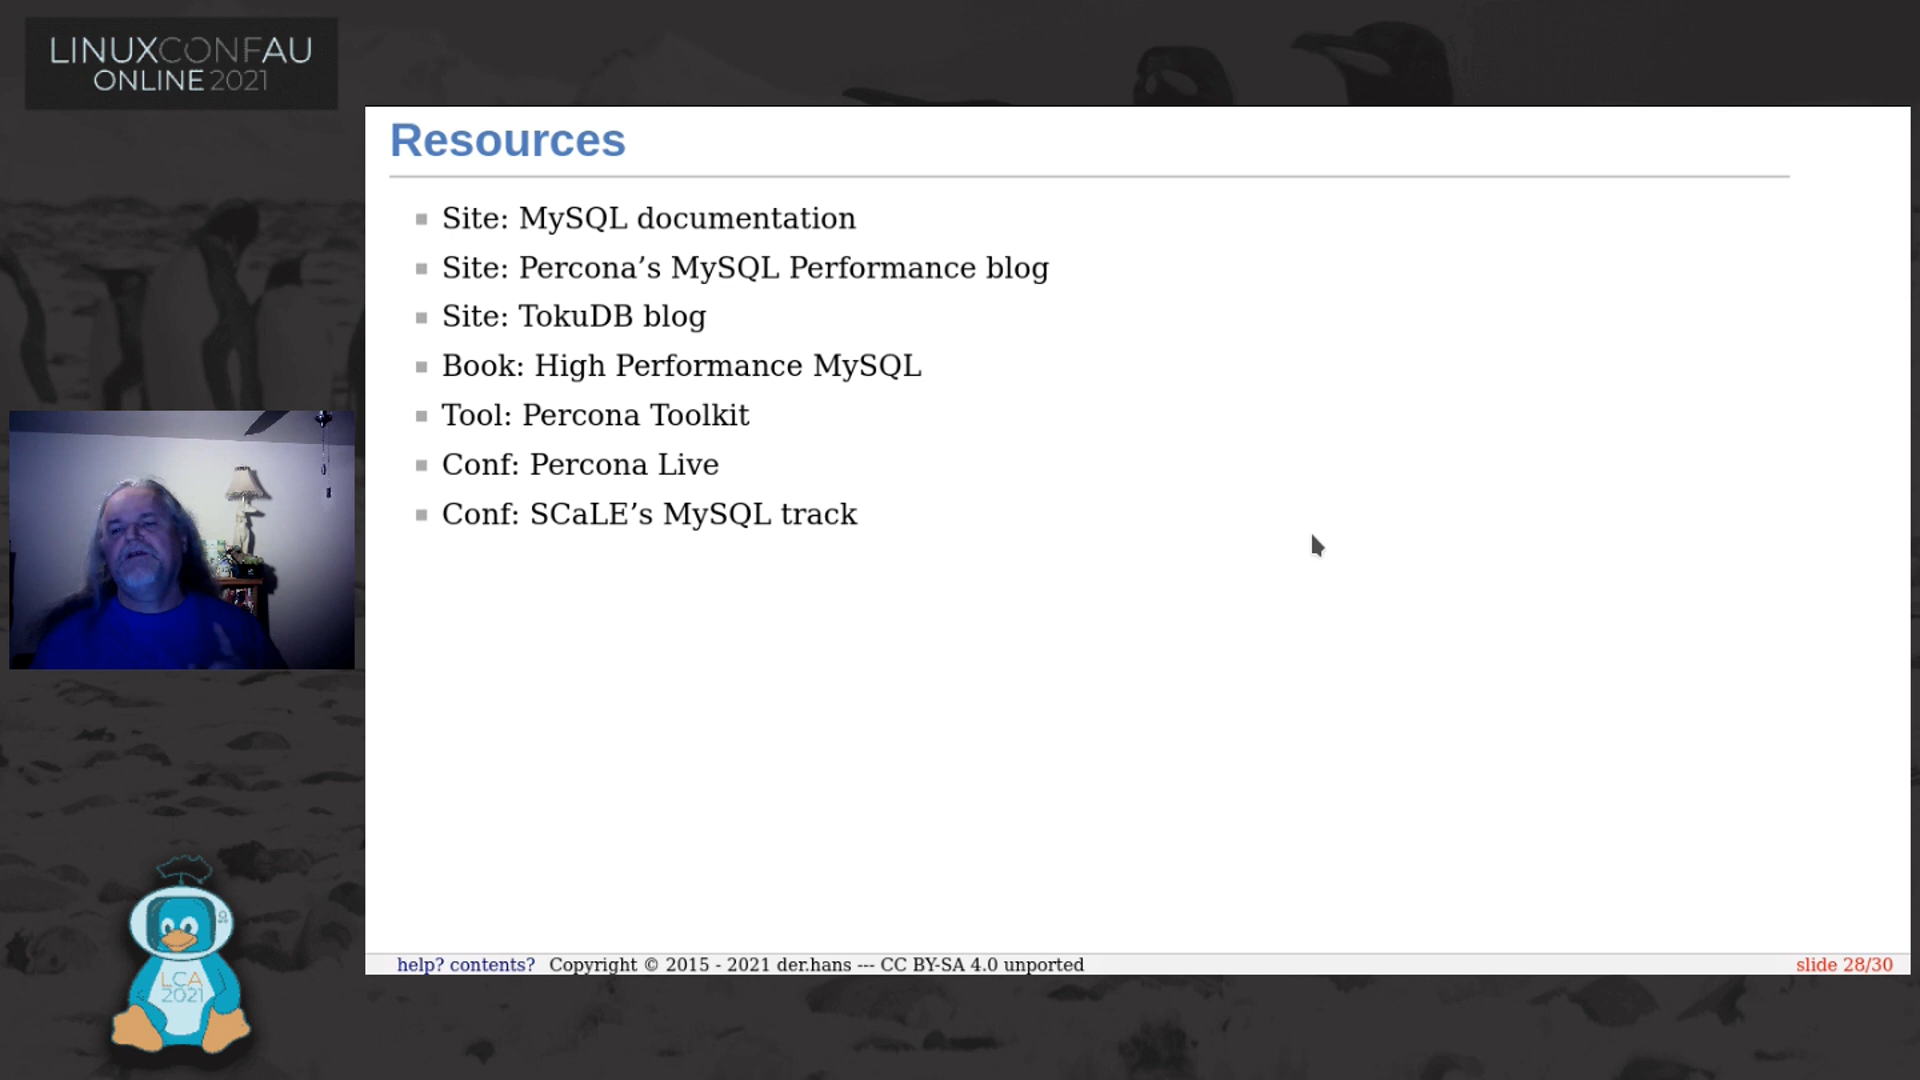 LINUXCONFAU
ONLINE 2021
Resources
Site: MySQL documentation
Site: Percona’s MySQL Performance blog
Site: TokuDB blog
Book: High Performance MySQL
Tool: Percona Toolkit
Conf: Percona Live
Conf: SCaLE’s MySQL track
LCA
2021
help? contents? Copyright © 2015 - 2021 der.hans --- CC BY-SA 4.0 unported
slide 28/30